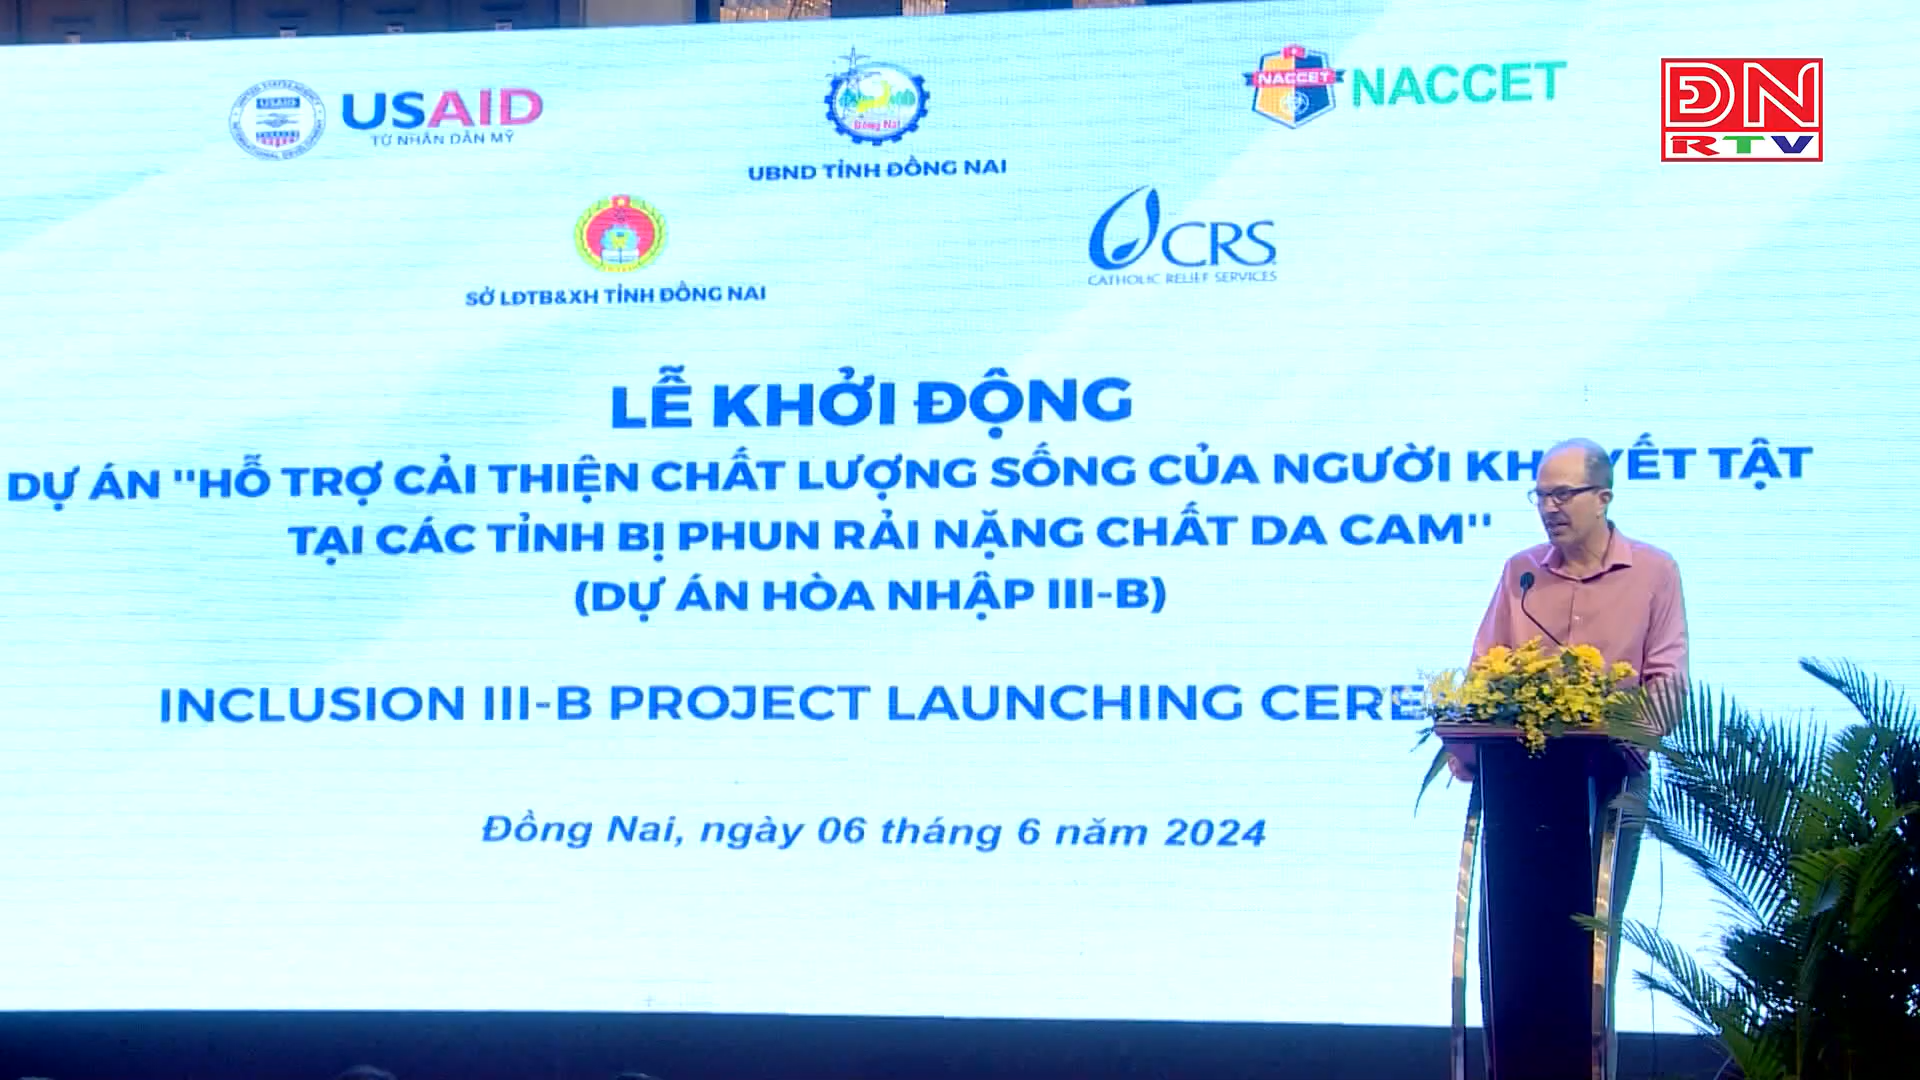 USAID
TỪ NHÂN DÂN MỸ
Đồng Nai
UBND TỈNH ĐỒNG NAI
NACCET
NACCET
ĐN
RTV
SỞ LĐTB&XH TỈNH ĐỒNG NAI
CRS
CATHOLIC RELIEF SERVICES
LỄ KHỞI ĐỘNG
DỰ ÁN "HỖ TRỢ CẢI THIỆN CHẤT LƯỢNG SỐNG CỦA NGƯỜI KH YẾT TẬT
TẠI CÁC TỈNH BỊ PHUN RẢI NẶNG CHẤT DA CAM"
(DỰ ÁN HÒA NHẬP III-B)
INCLUSION III-B PROJECT LAUNCHING CERE
Đồng Nai, ngày 06 tháng 6 năm 2024